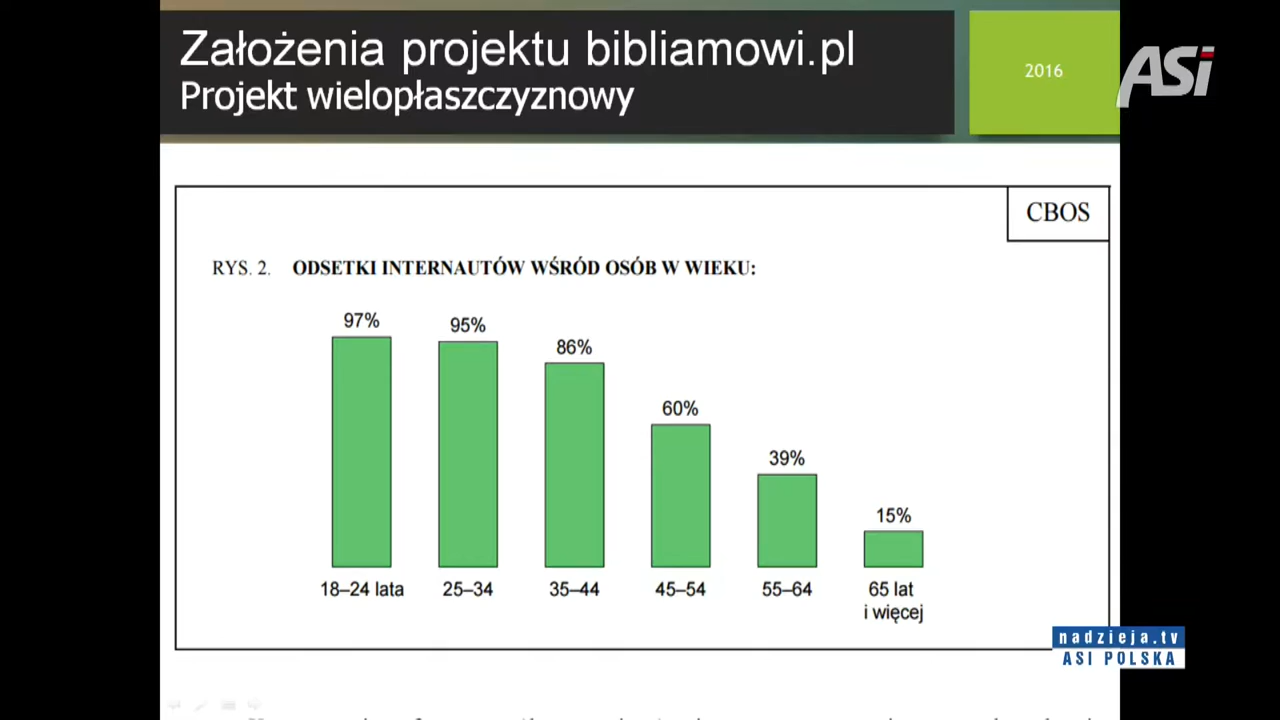 Założenia projektu bibliamowi.pl
Projekt wielopłaszczyznowy
2016
ASi
CBOS
RYS. 2. ODSETKI INTERNAUTÓW WŚRÓD OSÓB W WIEKU:
97% 95% 86% 60% 39% 15%
18–24 lata 25–34 35–44 45–54 55–64 65 lat
i więcej
nadzieja.tv
ASI POLSKA